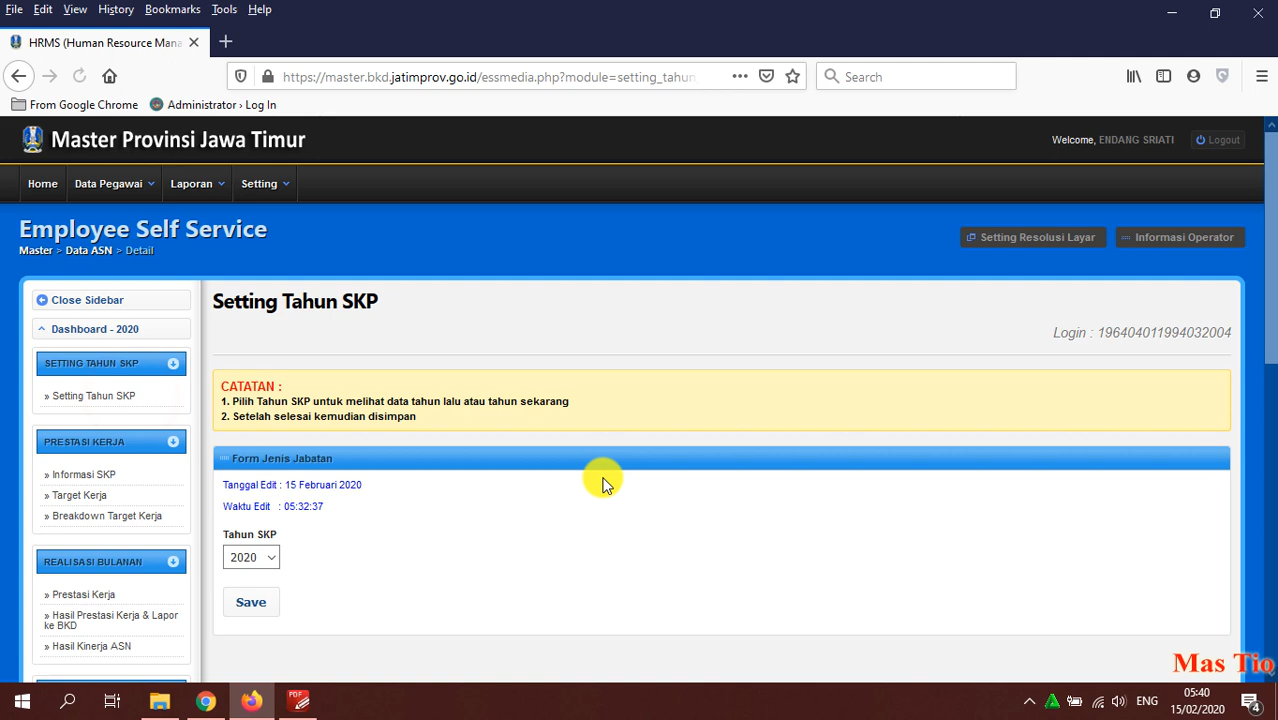 File Edit View History Bookmarks Tools Help
HRMS (Human Resource Mana
https://master.bkd.jatimprov.go.id/essmedia.php?module=setting_tahun
Search
From Google Chrome
Administrator › Log In
Master Provinsi Jawa Timur
Welcome, ENDANG SRIATI
Logout
Home Data Pegawai Laporan Setting
Employee Self Service
Master > Data ASN > Detail
Setting Resolusi Layar
Informasi Operator
Close Sidebar
Dashboard - 2020
SETTING TAHUN SKP
» Setting Tahun SKP
PRESTASI KERJA
» Informasi SKP
» Target Kerja
» Breakdown Target Kerja
REALISASI BULANAN
» Prestasi Kerja
» Hasil Prestasi Kerja & Lapor
ke BKD
» Hasil Kinerja ASN
Setting Tahun SKP
Login : 196404011994032004
CATATAN :
1. Pilih Tahun SKP untuk melihat data tahun lalu atau tahun sekarang
2. Setelah selesai kemudian disimpan
Form Jenis Jabatan
Tanggal Edit : 15 Februari 2020
Waktu Edit : 05:32:37
Tahun SKP
2020
Save
Mas Tio
PDF
ENG
05:40
15/02/2020
4